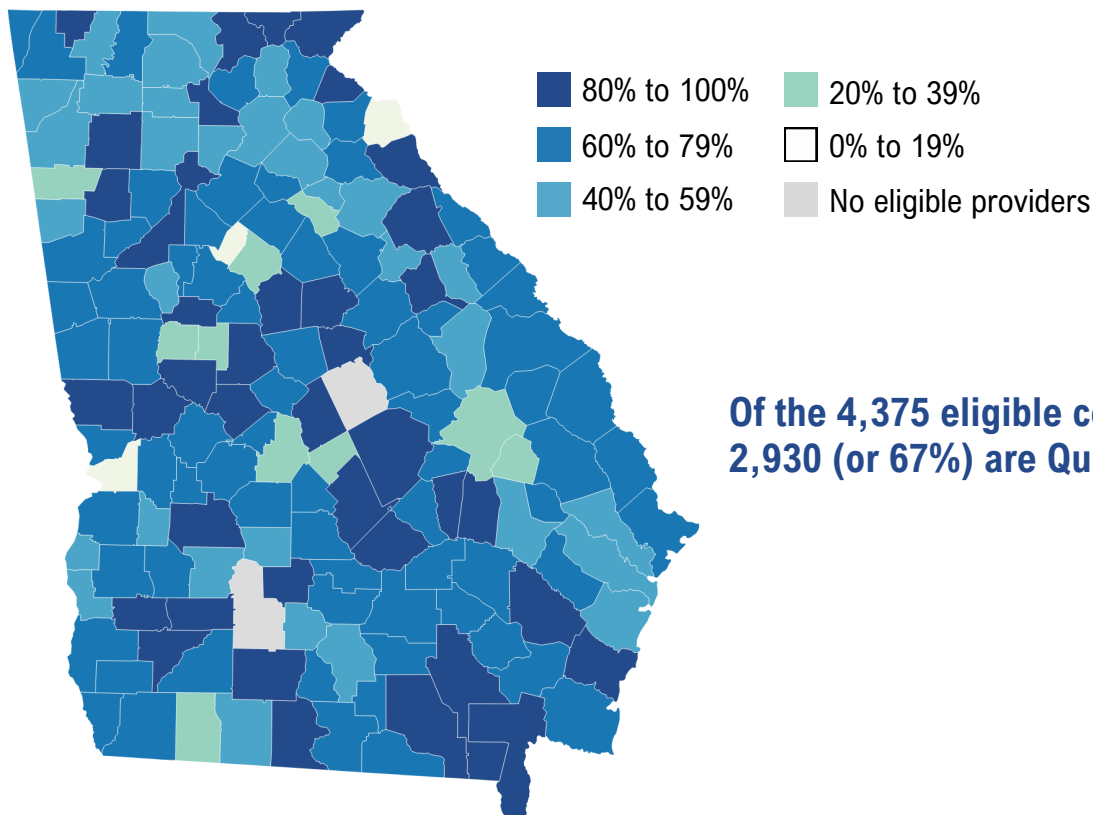 80% to 100%
60% to 79%
40% to 59%
20% to 39%
0% to 19%
No eligible providers
Of the 4,375 eligible
2,930 (or 67%) are